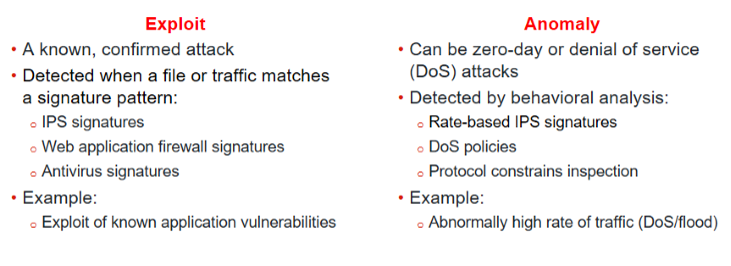 Exploit
• A known, confirmed attack
• Detected when a file or traffic matches
a signature pattern:
o IPS signatures
o Web application firewall signatures
o Antivirus signatures
• Example:
o Exploit of known application vulnerabilities
Anomaly
• Can be zero-day or denial of service
(DoS) attacks
• Detected by behavioral analysis:
o Rate-based IPS signatures
o DoS policies
o Protocol constrains inspection
• Example:
o Abnormally high rate of traffic (DoS/flood)